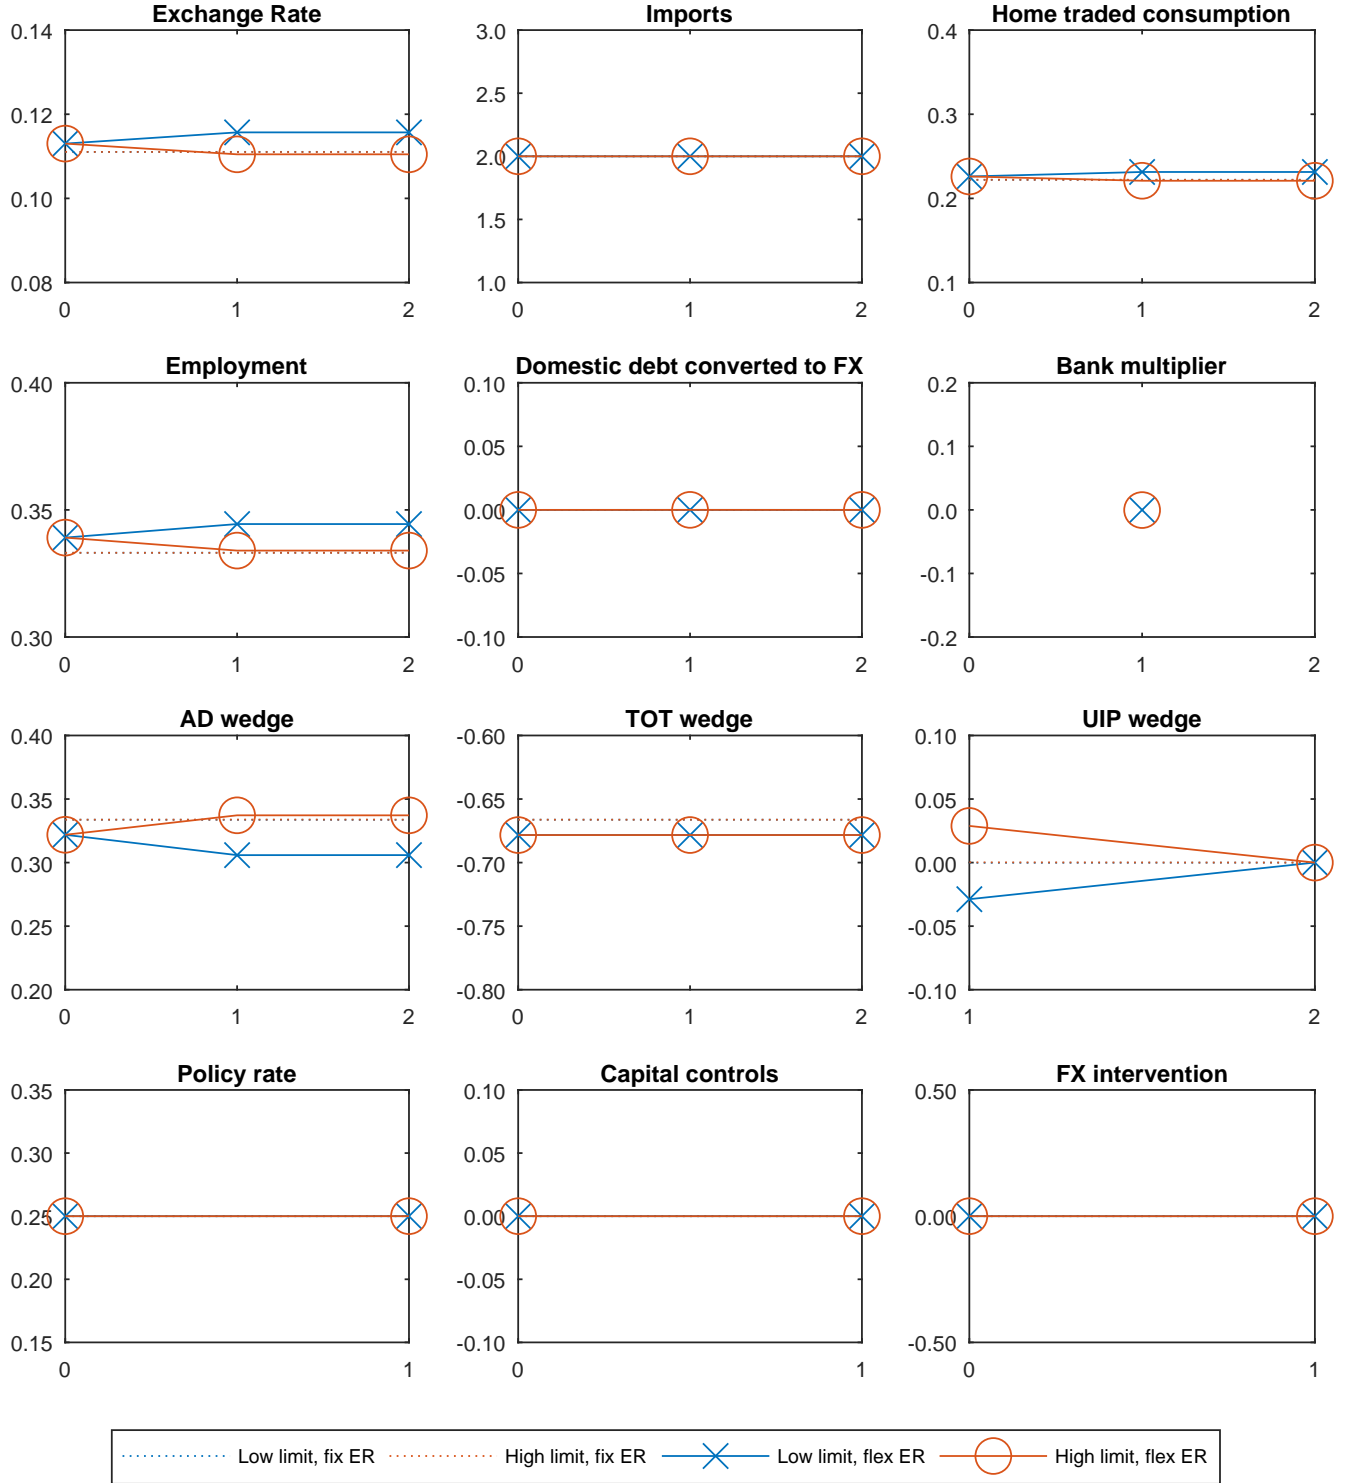 Exchange Rate
0.14
0.12
0.10
0.08
0 1 2
Imports
3.0
2.5
2.0
1.5
1.0
0 1 2
Home traded consumption
0.4
0.3
0.2
0.1
0 1 2
Employment
0.40
0.35
0.30
0 1 2
Domestic debt converted to FX
0.10
0.05
0.00
-0.05
-0.10
0 1 2
Bank multiplier
0.2
0.1
0.0
-0.1
-0.2
0 1 2
AD wedge
0.40
0.35
0.30
0.25
0.20
0 1 2
TOT wedge
-0.60
-0.65
-0.70
-0.75
-0.80
0 1 2
UIP wedge
0.10
0.05
0.00
-0.05
-0.10
1 2
Policy rate
0.35
0.30
0.25
0.20
0.15
0 1
Capital controls
0.10
0.05
0.00
-0.05
-0.10
0 1
FX intervention
0.50
0.00
-0.50
0 1
Low limit, fix ER High limit, fix ER Low limit, flex ER High limit, flex ER